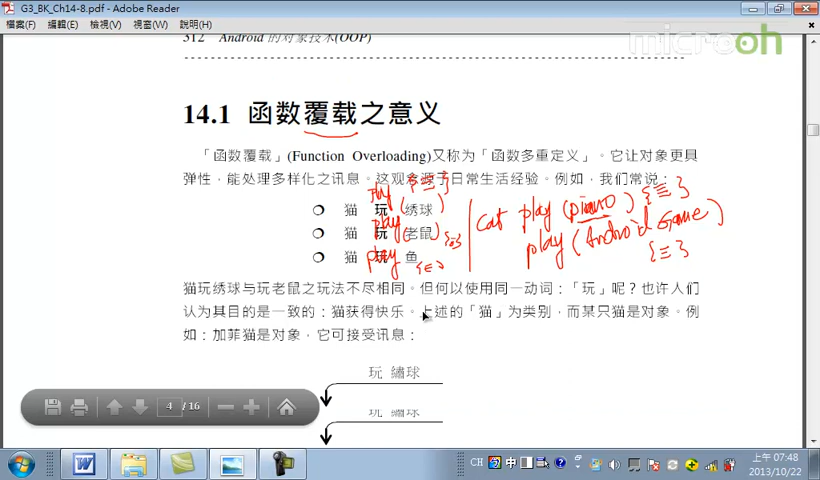 G3_BK_Ch14-8.pdf - Adobe Reader
檔案(F) 編輯(E) 檢視(V) 視窗(W) 說明(H)
microoh
312 Android 的对象技术(OOP)
14.1 函数覆载之意义
「函数覆载」(Function Overloading)又称为「函数多重定义」。它让对象更具
弹性，能处理多样化之讯息。这观念源于日常生活经验。例如，我们常说：
play { }
猫 玩 绣球
play ( )
猫 玩 老鼠
play ( ) { }
猫 玩 鱼
play { }
cat play (piano) { }
play (Android Game)
{ }
猫玩绣球与玩老鼠之玩法不尽相同。但何以使用同一动词：「玩」呢？也许人们
认为其目的是一致的：猫获得快乐。上述的「猫」为类别，而某只猫是对象。例
如：加菲猫是对象，它可接受讯息：
玩 繡球
玩 繡球
4 / 16
CH 中
上午 07:48
2013/10/22